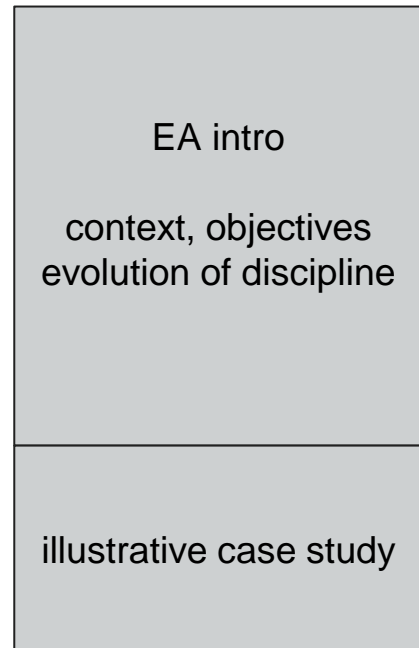 EA intro
context, objectives
evolution of discipline
illustrative case study